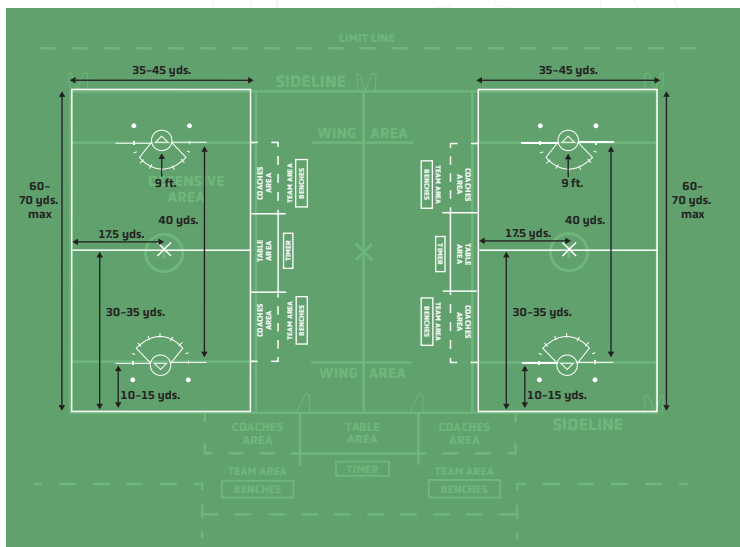 LIMIT LINE
35–45 yds.
35–45 yds.
SIDELINE
WING AREA
60–
70 yds.
max
60–
70 yds.
max
9 ft.
9 ft.
DEFENSIVE
AREA
COACHES
AREA
TEAM AREA
BENCHES
BENCHES
TEAM AREA
COACHES
AREA
40 yds.
40 yds.
17.5 yds.
17.5 yds.
TABLE
AREA
TIMER
TIMER
TABLE
AREA
30–35 yds.
30–35 yds.
COACHES
AREA
TEAM AREA
BENCHES
BENCHES
TEAM AREA
COACHES
AREA
WING AREA
10–15 yds.
10–15 yds.
SIDELINE
COACHES
AREA
TABLE
AREA
COACHES
AREA
TEAM AREA
BENCHES
TIMER
TEAM AREA
BENCHES